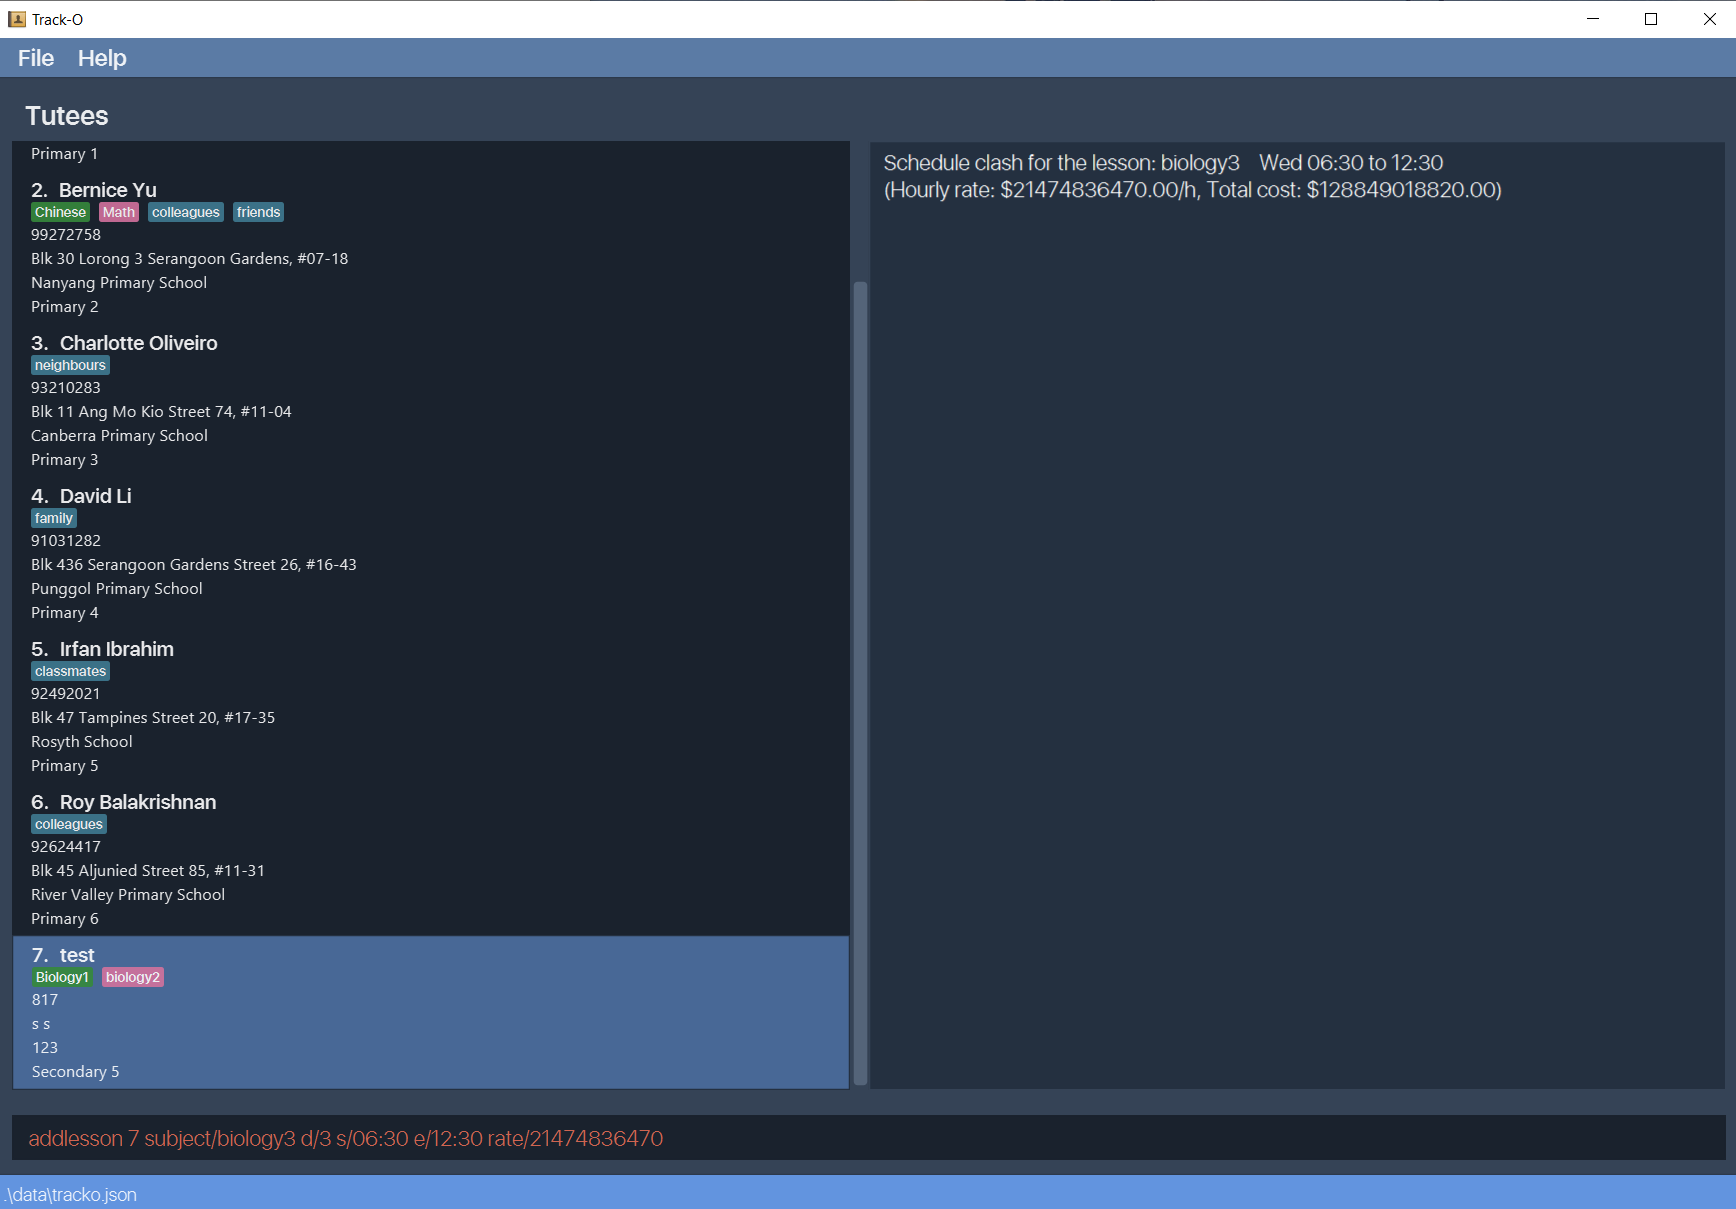 Track-O
File Help
Tutees
Primary 1
2. Bernice Yu
Chinese Math colleagues friends
99272758
Blk 30 Lorong 3 Serangoon Gardens, #07-18
Nanyang Primary School
Primary 2
3. Charlotte Oliveiro
neighbours
93210283
Blk 11 Ang Mo Kio Street 74, #11-04
Canberra Primary School
Primary 3
4. David Li
family
91031282
Blk 436 Serangoon Gardens Street 26, #16-43
Punggol Primary School
Primary 4
5. Irfan Ibrahim
classmates
92492021
Blk 47 Tampines Street 20, #17-35
Rosyth School
Primary 5
6. Roy Balakrishnan
colleagues
92624417
Blk 45 Aljunied Street 85, #11-31
River Valley Primary School
Primary 6
7. test
Biology1 biology2
817
s s
123
Secondary 5
Schedule clash for the lesson: biology3 Wed 06:30 to 12:30
(Hourly rate: $21474836470.00/h, Total cost: $128849018820.00)
addlesson 7 subject/biology3 d/3 s/06:30 e/12:30 rate/21474836470
.\data\tracko.json